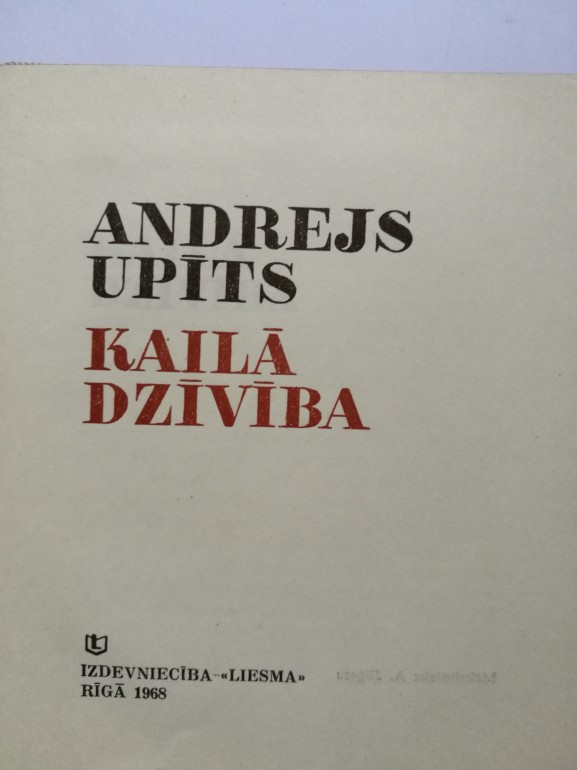 ANDREJS
UPĪTS
KAILĀ
DZĪVĪBA
IZDEVNIECĪBA «LIESMA»
RĪGĀ 1968